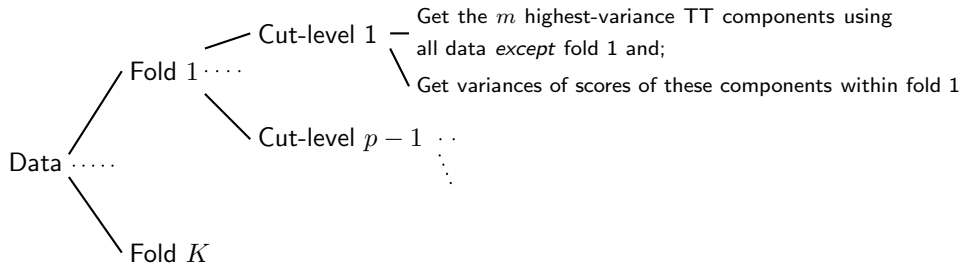 Get the m highest-variance TT components using
Cut-level 1
all data except fold 1 and;
Fold 1 · · · ·
Get variances of scores of these components within fold 1
Cut-level p − 1 · ·
Data · · · · ·
Fold K